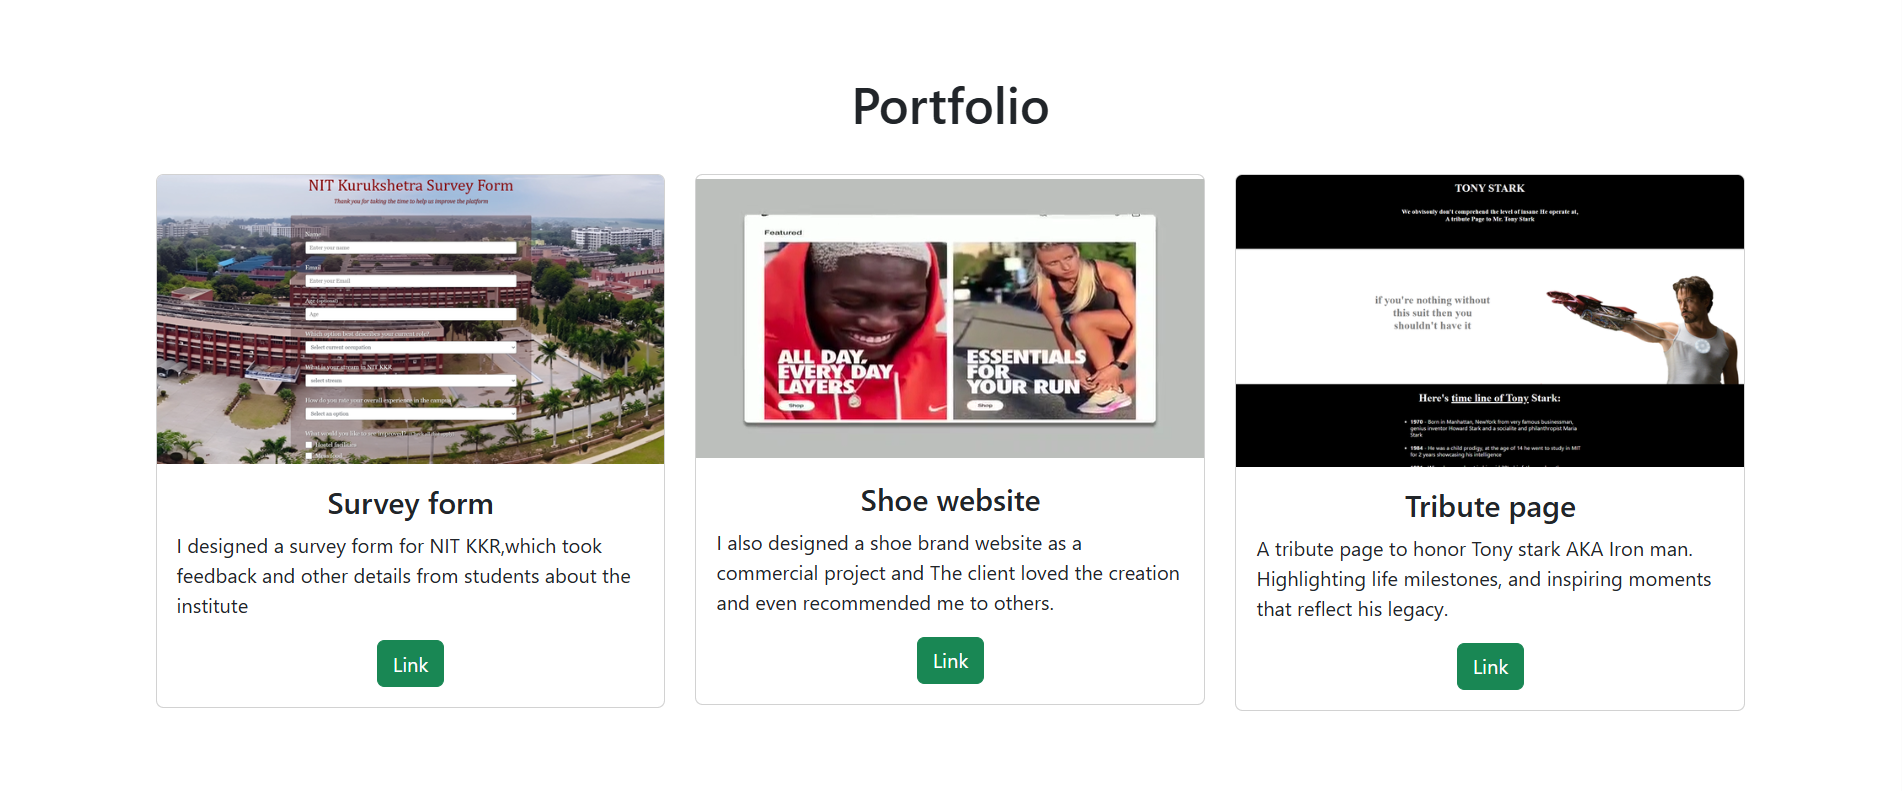 Portfolio
NIT Kurukshetra Survey Form
Thank you for taking the time to help us improve the platform
Name
Enter your name
Email
Enter your Email
Age (optional)
Age
Which option best describes your current role?
Select current occupation
What is your stream in NIT KKR
select stream
How do you rate your overall experience in the campus?
Select an option
What would you like to see improved?
Hostel facilities
Featured
ALL DAY,
EVERY DAY
LAYERS
Shop
ESSENTIALS
FOR
YOUR RUN
Shop
TONY STARK
We obviously don't comprehend the level of insane He operate at,
A tribute Page to Mr. Tony Stark
if you're nothing without
this suit then you
shouldn't have it
Here's time line of Tony Stark:
1970 - Born in Manhattan, NewYork from very famous businessman,
genius inventor Howard Stark and a socialite and philanthropist Maria
Stark
1984 - He was a child prodigy, at the age of 14 he went to study in MIT
for 2 years showcasing his intelligence
Survey form
I designed a survey form for NIT KKR,which took
feedback and other details from students about the
institute
Link
Shoe website
I also designed a shoe brand website as a
commercial project and The client loved the creation
and even recommended me to others.
Link
Tribute page
A tribute page to honor Tony stark AKA Iron man.
Highlighting life milestones, and inspiring moments
that reflect his legacy.
Link